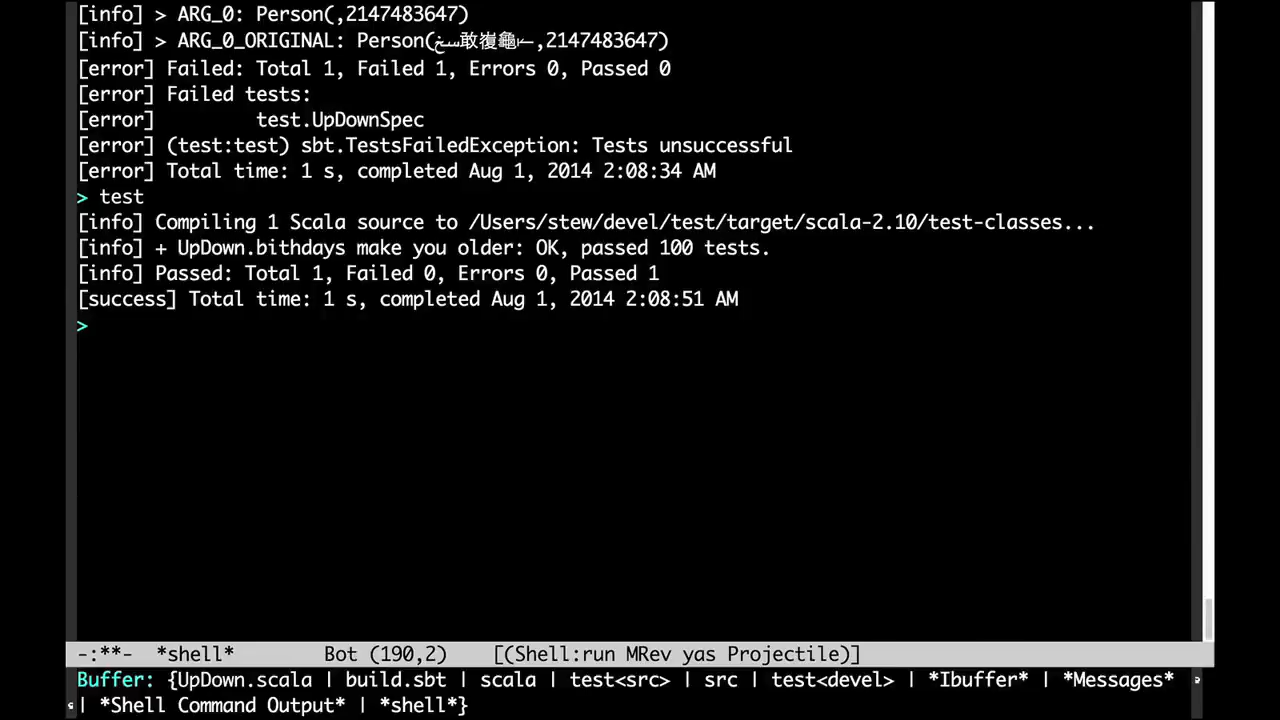 [info] > ARG_0: Person(,2147483647)
[info] > ARG_0_ORIGINAL: Person(,2147483647)
[error] Failed: Total 1, Failed 1, Errors 0, Passed 0
[error] Failed tests:
[error] test.UpDownSpec
[error] (test:test) sbt.TestsFailedException: Tests unsuccessful
[error] Total time: 1 s, completed Aug 1, 2014 2:08:34 AM
> test
[info] Compiling 1 Scala source to /Users/stew/devel/test/target/scala-2.10/test-classes...
[info] + UpDown.bithdays make you older: OK, passed 100 tests.
[info] Passed: Total 1, Failed 0, Errors 0, Passed 1
[success] Total time: 1 s, completed Aug 1, 2014 2:08:51 AM
>
-:**- *shell* Bot (190,2) [(Shell:run MRev yas Projectile)]
Buffer: {UpDown.scala | build.sbt | scala | test<src> | src | test<devel> | *Ibuffer* | *Messages*
| *Shell Command Output* | *shell*}